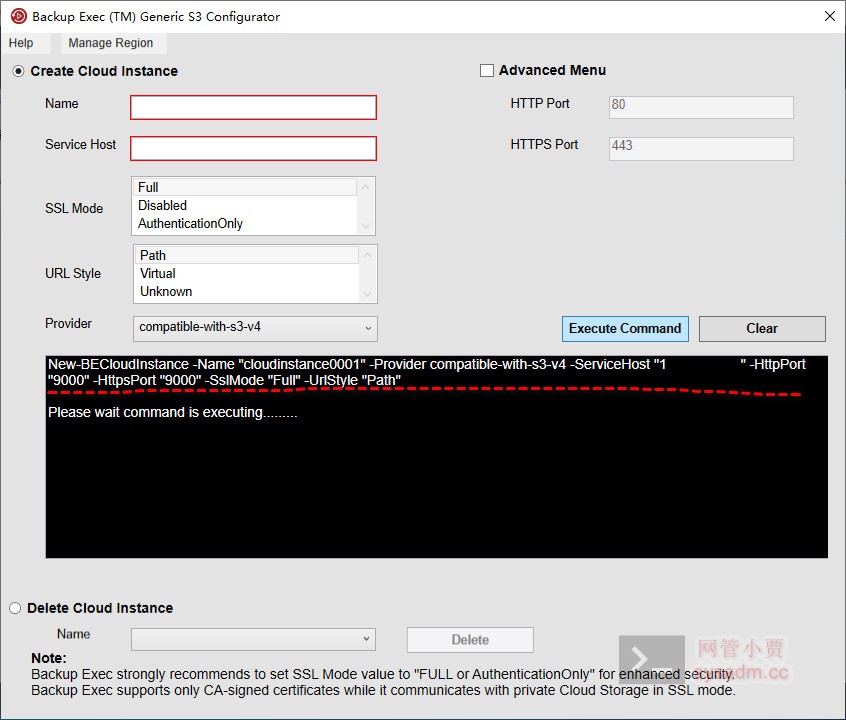 Backup Exec (TM) Generic S3 Configurator
Help Manage Region
Create Cloud Instance
Advanced Menu
Name
HTTP Port 80
Service Host
HTTPS Port 443
SSL Mode
Full
Disabled
AuthenticationOnly
URL Style
Path
Virtual
Unknown
Provider compatible-with-s3-v4
Execute Command Clear
New-BECloudInstance -Name "cloudinstance0001" -Provider compatible-with-s3-v4 -ServiceHost "1 " -HttpPort
"9000" -HttpsPort "9000" -SslMode "Full" -UrlStyle "Path"
Please wait command is executing.........
Delete Cloud Instance
Name Delete
Note:
Backup Exec strongly recommends to set SSL Mode value to "FULL or AuthenticationOnly" for enhanced security.
Backup Exec supports only CA-signed certificates while it communicates with private Cloud Storage in SSL mode.
网管小贾
sysadm.cc